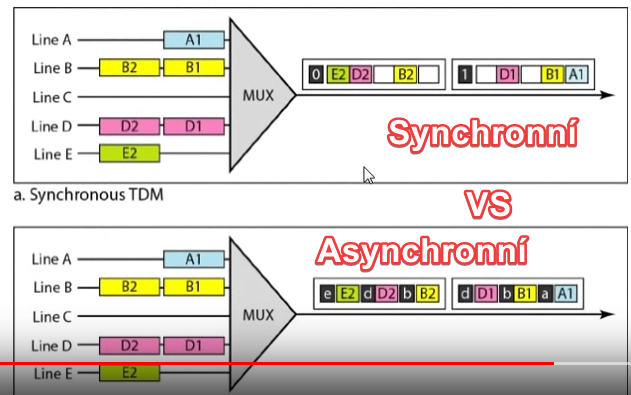 Line A A1
Line B B2 B1
Line C
Line D D2 D1
Line E E2
MUX
0 E2 D2 B2 1 D1 B1 A1
Synchronní
a. Synchronous TDM
VS
Asynchronní
Line A A1
Line B B2 B1
Line C
Line D D2 D1
Line E E2
MUX
e E2 d D2 b B2 d D1 b B1 a A1